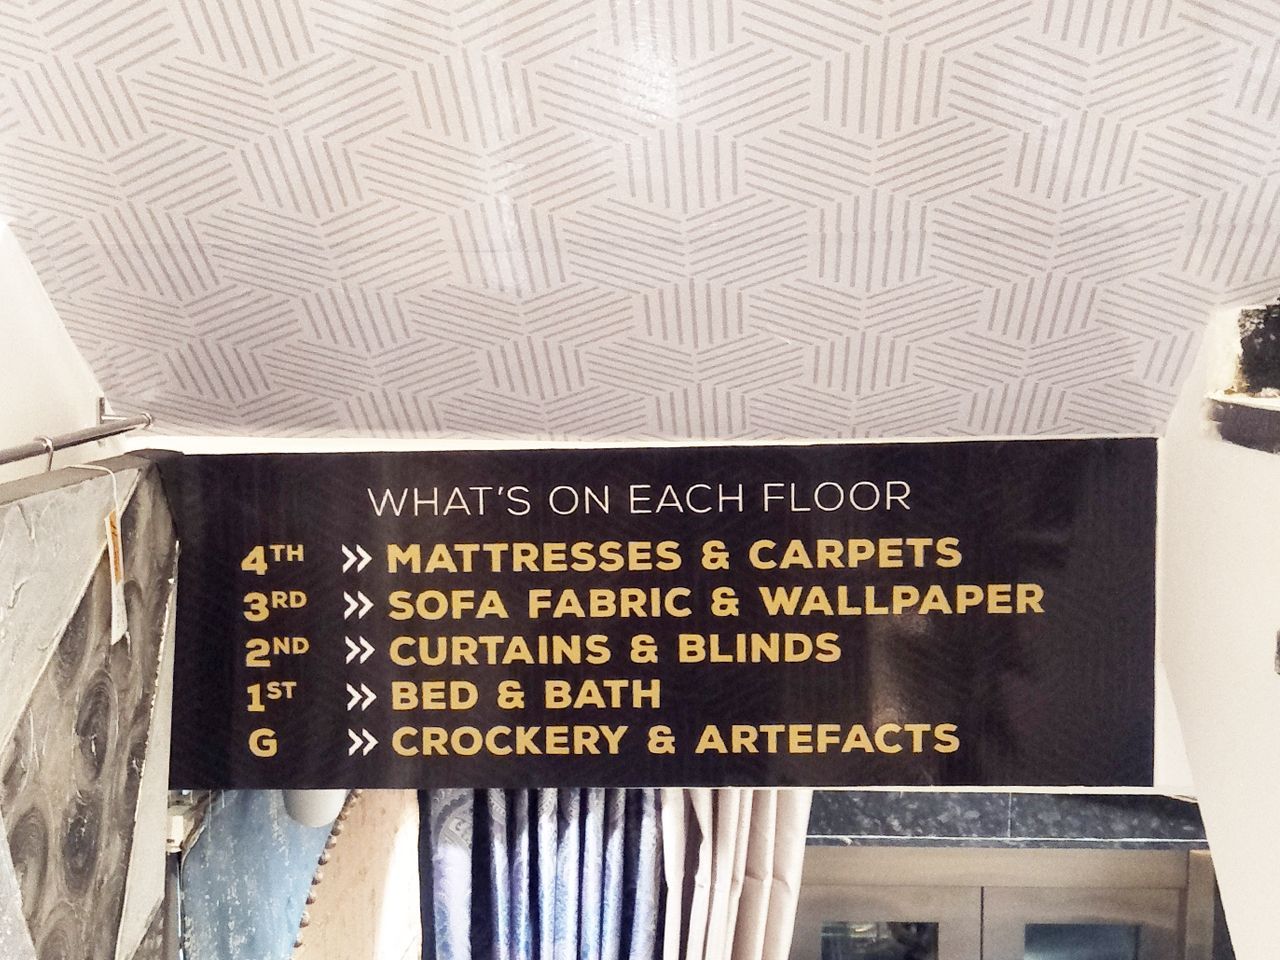 WHAT'S ON EACH FLOOR
4TH >> MATTRESSES & CARPETS
3RD >> SOFA FABRIC & WALLPAPER
2ND >> CURTAINS & BLINDS
1ST >> BED & BATH
G >> CROCKERY & ARTEFACTS